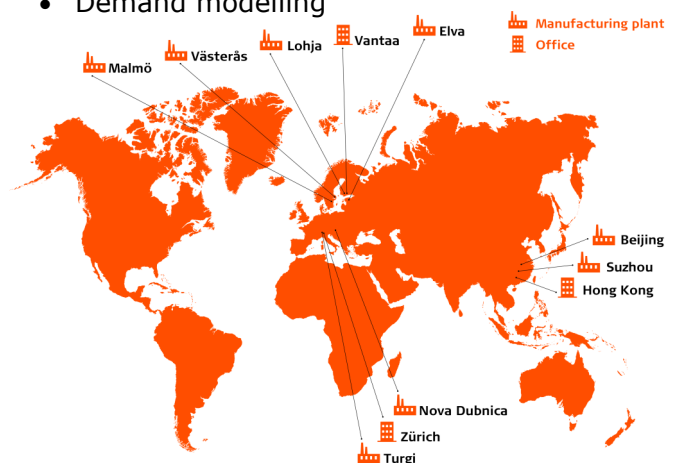 • Demand modelling
Manufacturing plant
Office
Malmö
Västerås
Lohja
Vantaa
Elva
Beijing
Suzhou
Hong Kong
Nova Dubnica
Zürich
Turgi